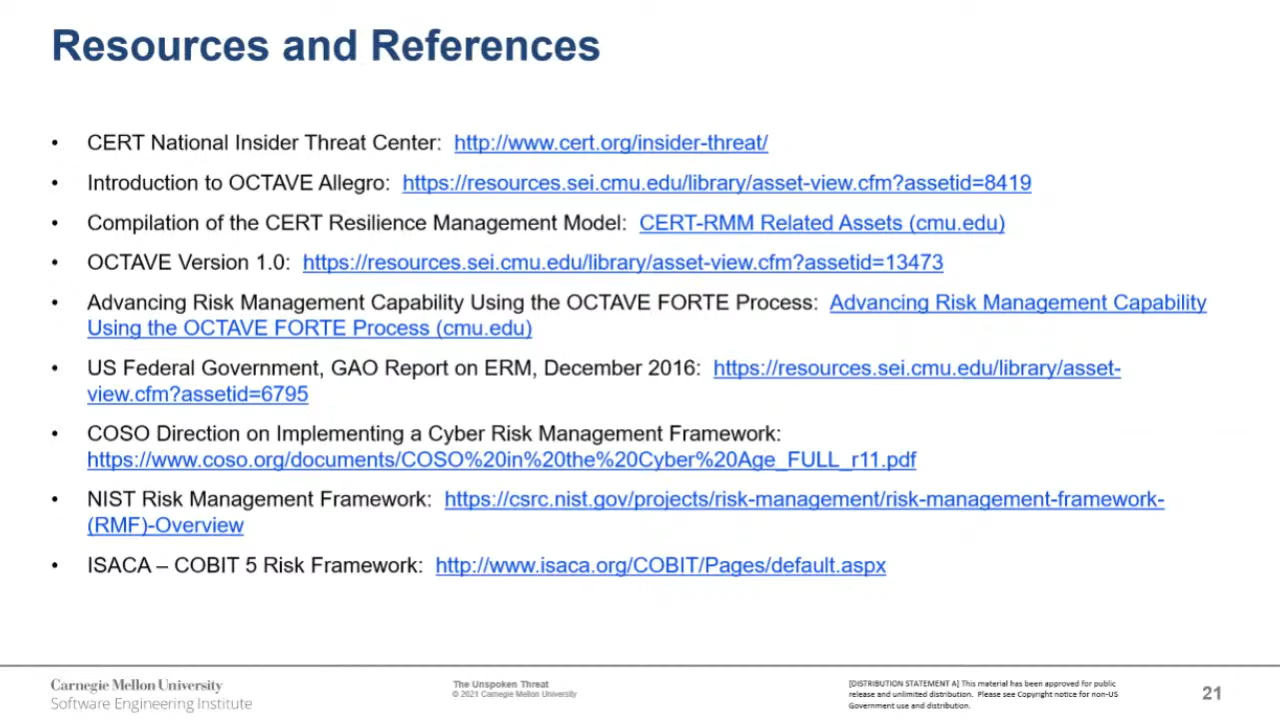 Resources and References
• CERT National Insider Threat Center: http://www.cert.org/insider-threat/
• Introduction to OCTAVE Allegro: https://resources.sei.cmu.edu/library/asset-view.cfm?assetid=8419
• Compilation of the CERT Resilience Management Model: CERT-RMM Related Assets (cmu.edu)
• OCTAVE Version 1.0: https://resources.sei.cmu.edu/library/asset-view.cfm?assetid=13473
• Advancing Risk Management Capability Using the OCTAVE FORTE Process: Advancing Risk Management Capability
Using the OCTAVE FORTE Process (cmu.edu)
• US Federal Government, GAO Report on ERM, December 2016: https://resources.sei.cmu.edu/library/asset-
view.cfm?assetid=6795
• COSO Direction on Implementing a Cyber Risk Management Framework:
https://www.coso.org/documents/COSO%20in%20the%20Cyber%20Age_FULL_r11.pdf
• NIST Risk Management Framework: https://csrc.nist.gov/projects/risk-management/risk-management-framework-
(RMF)-Overview
• ISACA – COBIT 5 Risk Framework: http://www.isaca.org/COBIT/Pages/default.aspx
Carnegie Mellon University
Software Engineering Institute
The Unspoken Threat
© 2021 Carnegie Mellon University
[DISTRIBUTION STATEMENT A] This material has been approved for public
release and unlimited distribution. Please see Copyright notice for non-US
Government use and distribution.
21